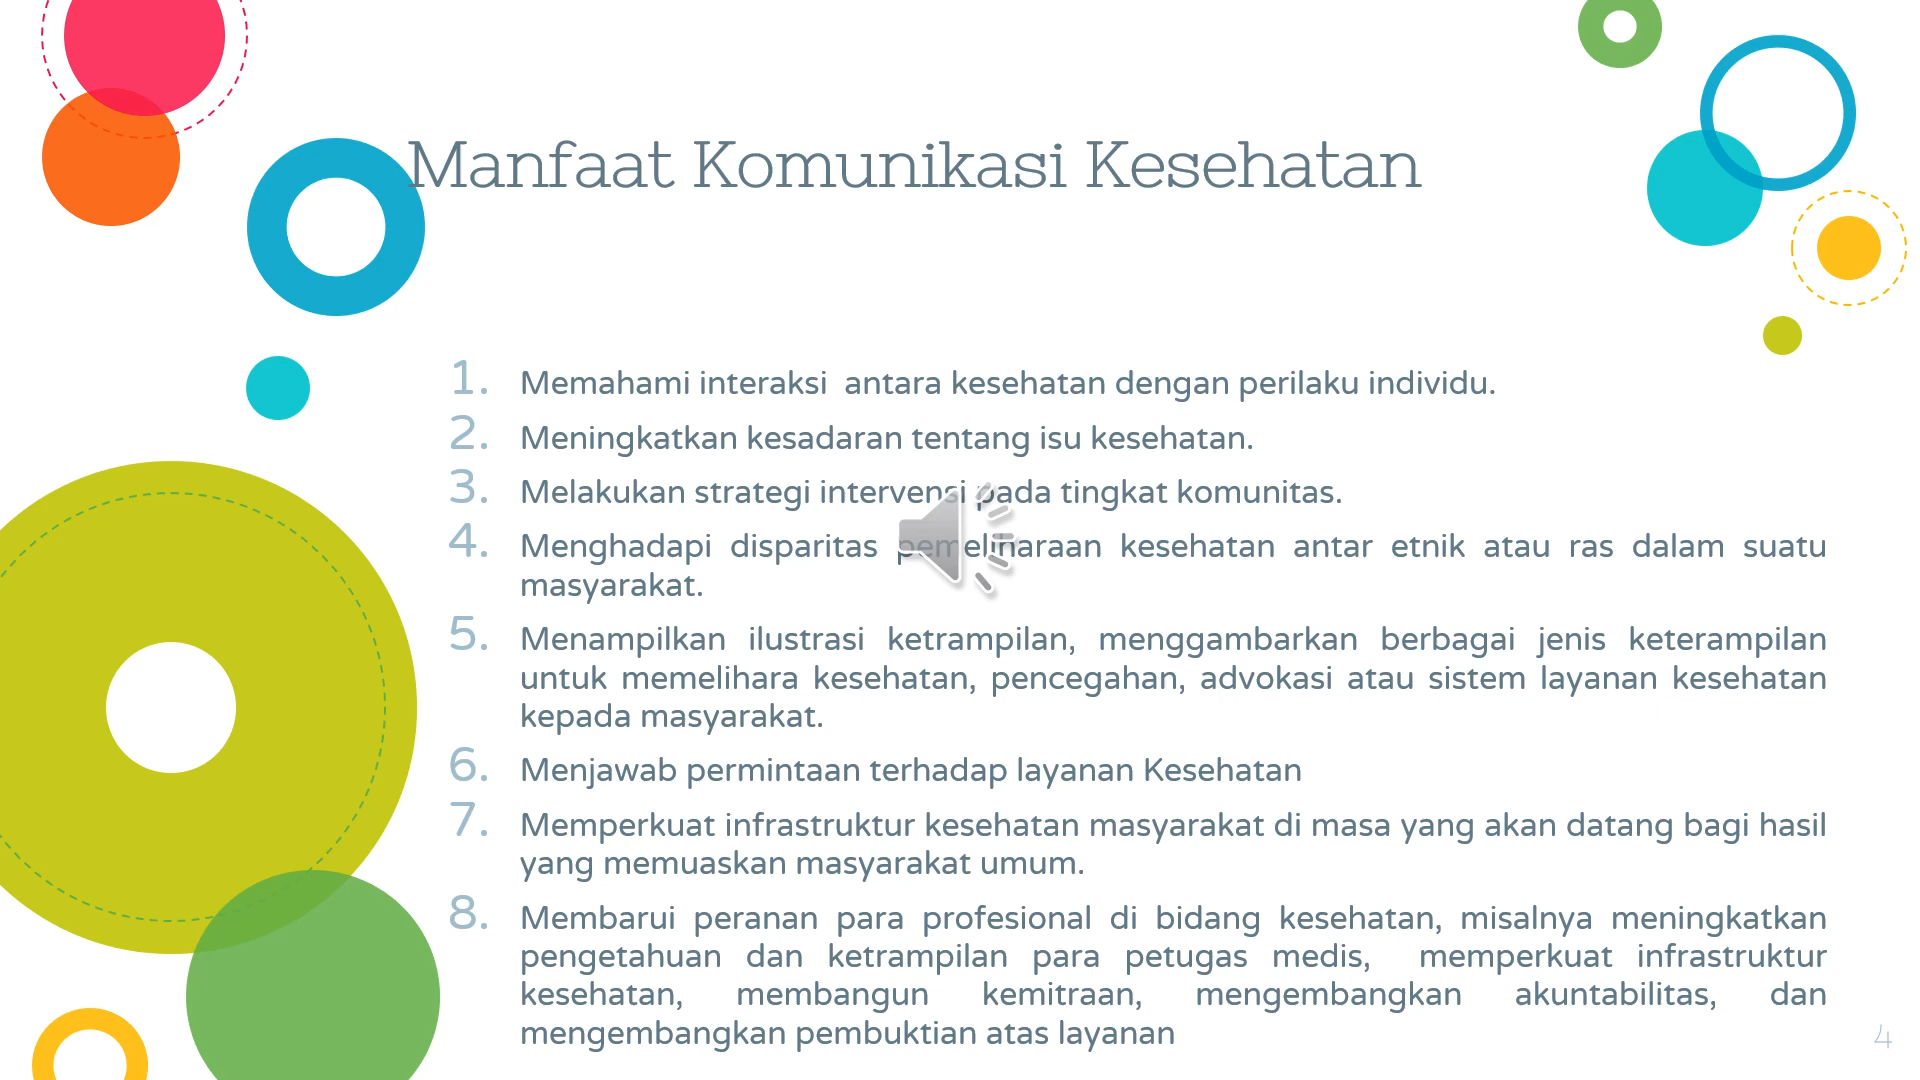 Manfaat Komunikasi Kesehatan
1. Memahami interaksi antara kesehatan dengan perilaku individu.
2. Meningkatkan kesadaran tentang isu kesehatan.
3. Melakukan strategi intervensi pada tingkat komunitas.
4. Menghadapi disparitas pemeliharaan kesehatan antar etnik atau ras dalam suatu
masyarakat.
5. Menampilkan ilustrasi ketrampilan, menggambarkan berbagai jenis keterampilan
untuk memelihara kesehatan, pencegahan, advokasi atau sistem layanan kesehatan
kepada masyarakat.
6. Menjawab permintaan terhadap layanan Kesehatan
7. Memperkuat infrastruktur kesehatan masyarakat di masa yang akan datang bagi hasil
yang memuaskan masyarakat umum.
8. Membarui peranan para profesional di bidang kesehatan, misalnya meningkatkan
pengetahuan dan ketrampilan para petugas medis, memperkuat infrastruktur
kesehatan, membangun kemitraan, mengembangkan akuntabilitas, dan
mengembangkan pembuktian atas layanan
4